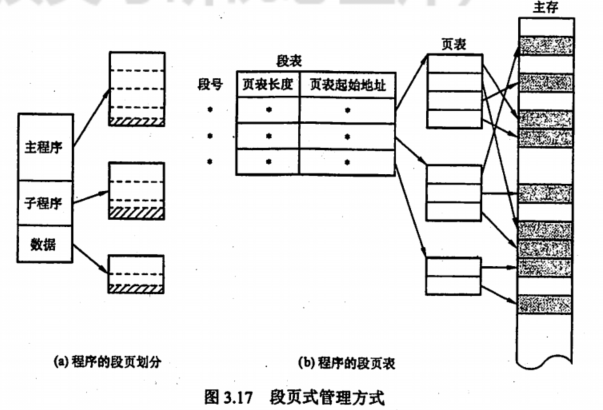 主存
段表
页表
段号
页表长度
页表起始地址
* * *
* * *
* * *
主程序
子程序
数据
(a) 程序的段页划分
(b) 程序的段页表
图 3.17 段页式管理方式